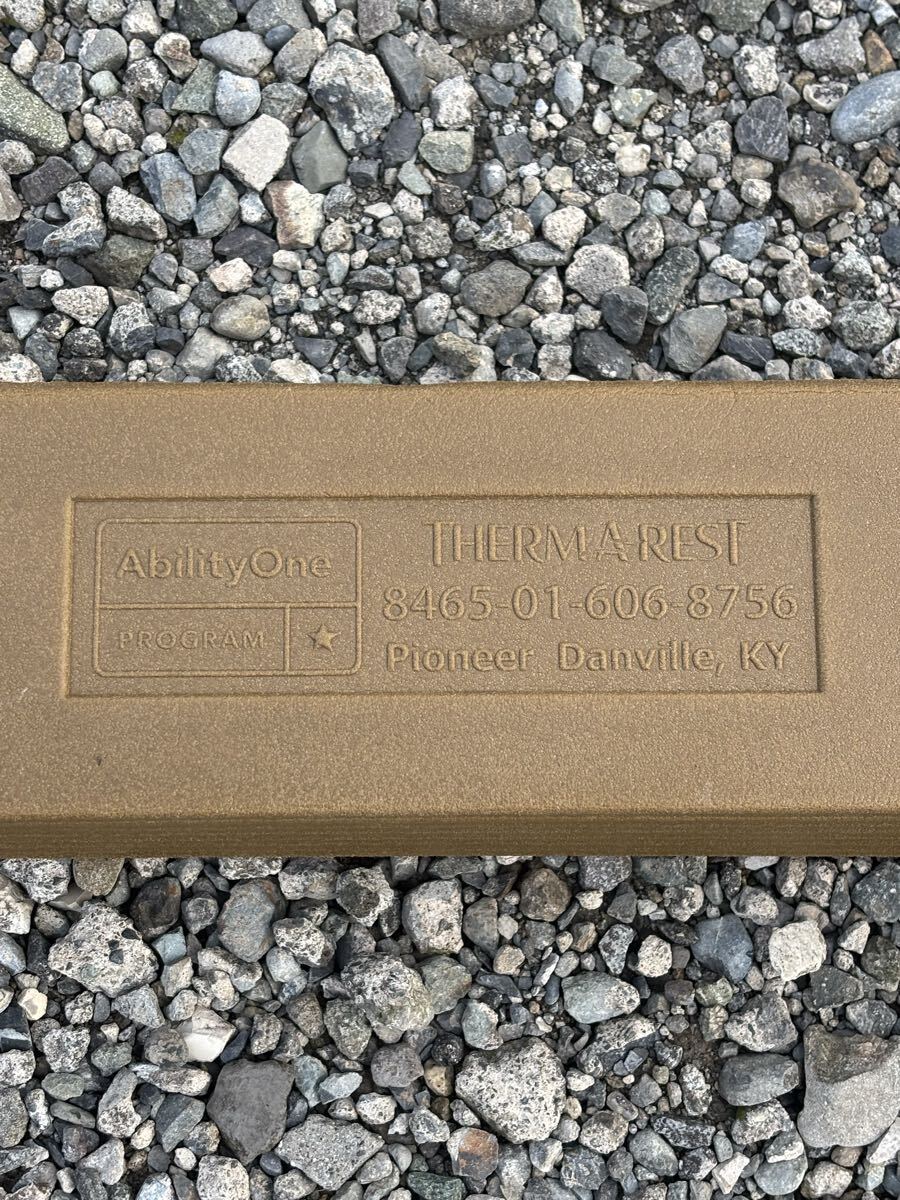 AbilityOne
PROGRAM
THERMAREST
8465-01-606-8756
Pioneer Danville, KY